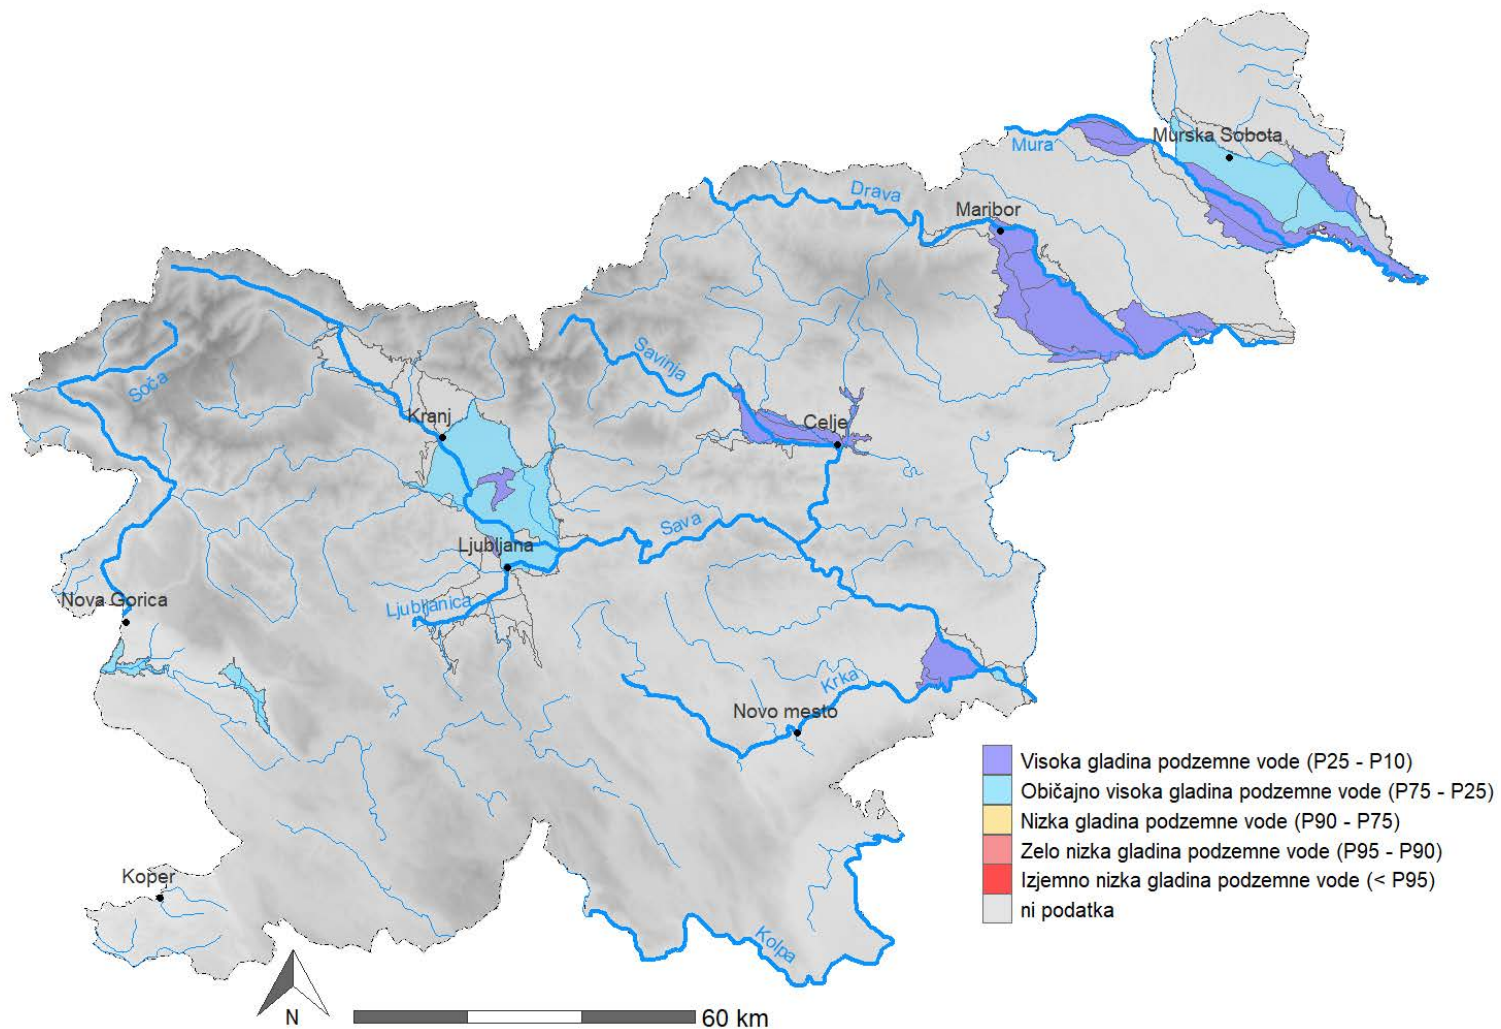 Murska Sobota
Mura
Drava
Maribor
Savinja
Soča
Kranj
Celje
Sava
Ljubljana
Ljubljanica
Nova Gorica
Krka
Novo mesto
Visoka gladina podzemne vode (P25 - P10)
Običajno visoka gladina podzemne vode (P75 - P25)
Nizka gladina podzemne vode (P90 - P75)
Zelo nizka gladina podzemne vode (P95 - P90)
Izjemno nizka gladina podzemne vode (< P95)
ni podatka
Koper
Kolpa
N
60 km